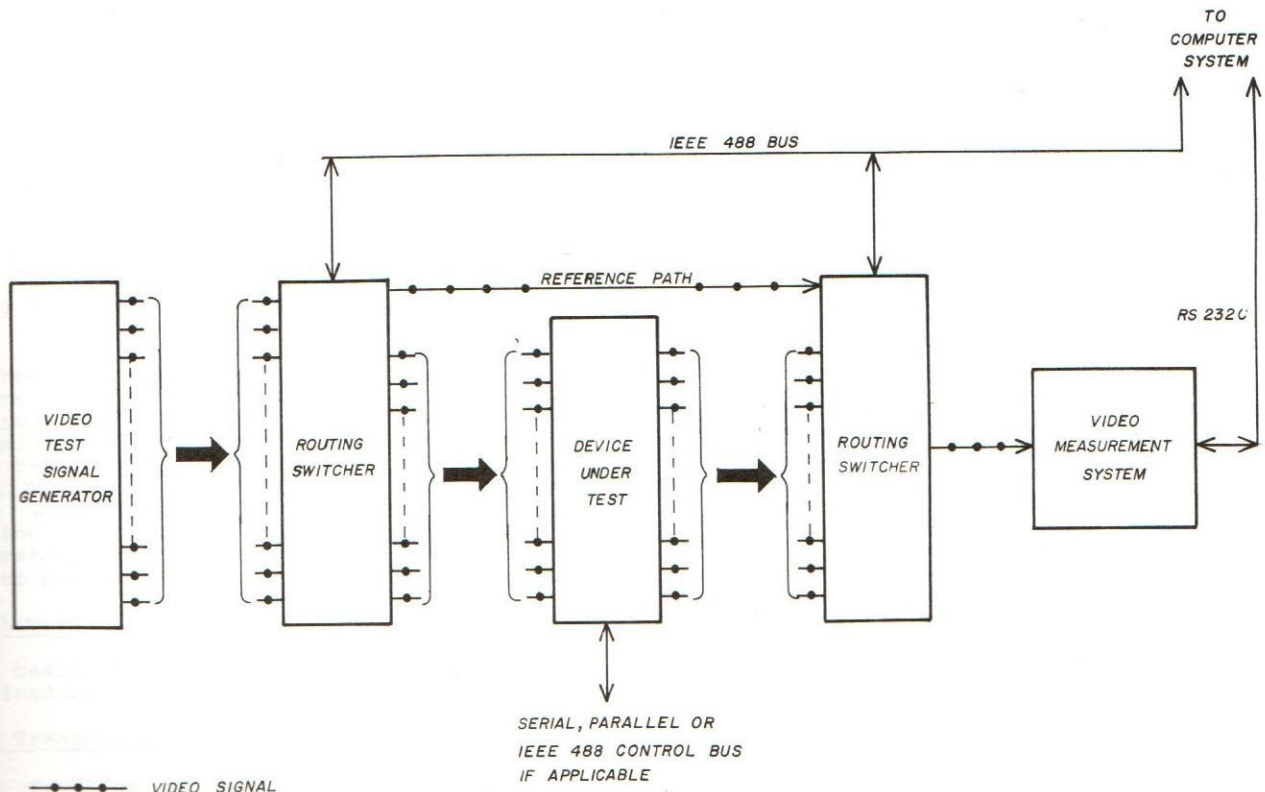 TO
COMPUTER
SYSTEM
IEEE 488 BUS
REFERENCE PATH
RS 232C
VIDEO
TEST
SIGNAL
GENERATOR
ROUTING
SWITCHER
DEVICE
UNDER
TEST
ROUTING
SWITCHER
VIDEO
MEASUREMENT
SYSTEM
SERIAL, PARALLEL OR
IEEE 488 CONTROL BUS
IF APPLICABLE
VIDEO SIGNAL